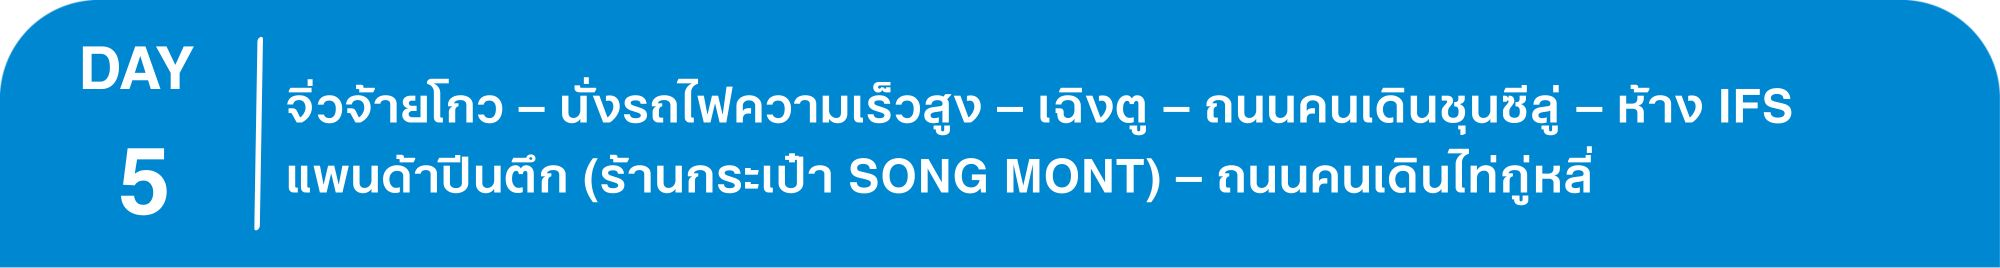 DAY
5
จิ่วจ้ายโกว – นั่งรถไฟความเร็วสูง – เฉิงตู – ถนนคนเดินชุนซีลู่ – ห้าง IFS
แพนด้าปีนตึก (ร้านกระเป๋า SONG MONT) – ถนนคนเดินไท่กู่หลี่